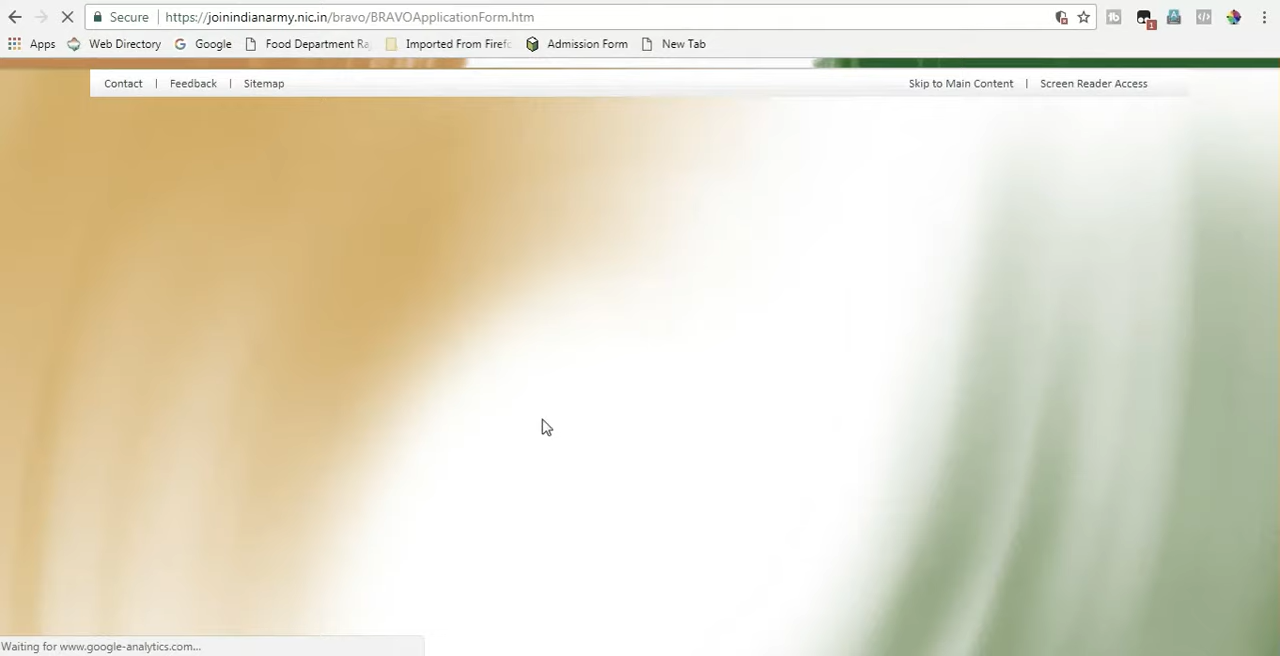 Secure | https://joinindianarmy.nic.in/bravo/BRAVOApplicationForm.htm
Apps Web Directory Google Food Department Ra Imported From Firef Admission Form New Tab
Contact | Feedback | Sitemap Skip to Main Content | Screen Reader Access
Waiting for www.google-analytics.com...